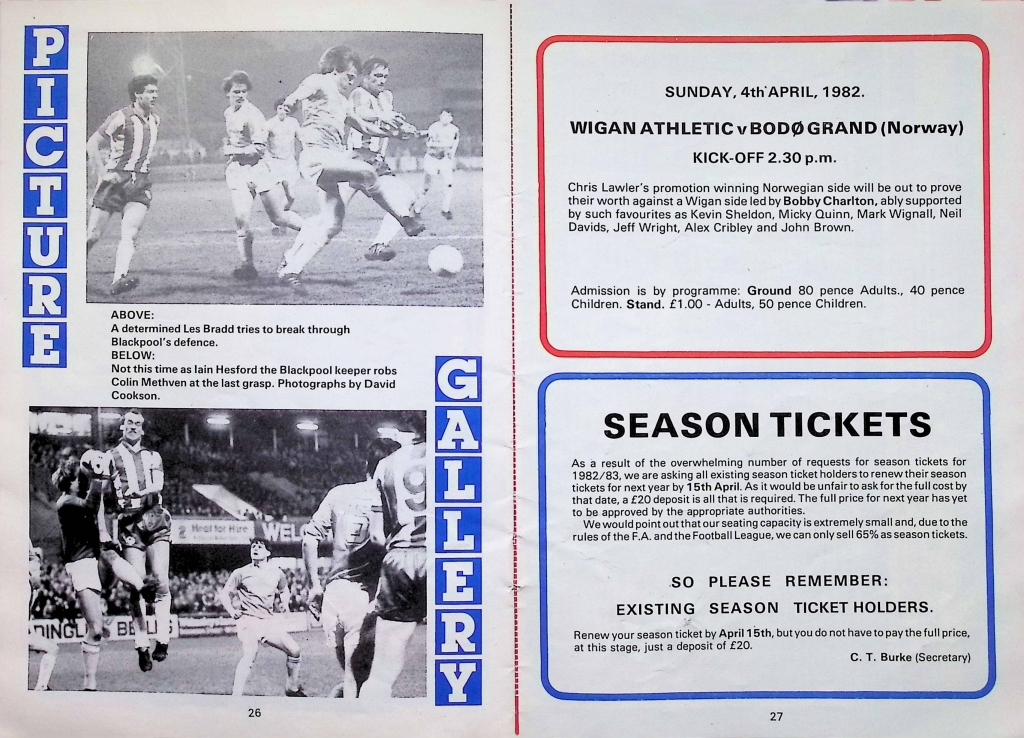 PICTURE
GALLERY
ABOVE:
A determined Les Bradd tries to break through
Blackpool's defence.
BELOW:
Not this time as Iain Hesford the Blackpool keeper robs
Colin Methven at the last grasp. Photographs by David
Cookson.
9
7
2 Heat for Hire
WEL
26
SUNDAY, 4th APRIL, 1982.
WIGAN ATHLETIC v BODØ GRAND (Norway)
KICK-OFF 2.30 p.m.
Chris Lawler's promotion winning Norwegian side will be out to prove
their worth against a Wigan side led by Bobby Charlton, ably supported
by such favourites as Kevin Sheldon, Micky Quinn, Mark Wignall, Neil
Davids, Jeff Wright, Alex Cribley and John Brown.
Admission is by programme: Ground 80 pence Adults., 40 pence
Children. Stand. £1.00 - Adults, 50 pence Children.
SEASON TICKETS
As a result of the overwhelming number of requests for season tickets for
1982/83, we are asking all existing season ticket holders to renew their season
tickets for next year by 15th April. As it would be unfair to ask for the full cost by
that date, a £20 deposit is all that is required. The full price for next year has yet
to be approved by the appropriate authorities.
We would point out that our seating capacity is extremely small and, due to the
rules of the F.A. and the Football League, we can only sell 65% as season tickets.
SO PLEASE REMEMBER:
EXISTING SEASON TICKET HOLDERS.
Renew your season ticket by April 15th, but you do not have to pay the full price,
at this stage, just a deposit of £20.
C. T. Burke (Secretary)
27